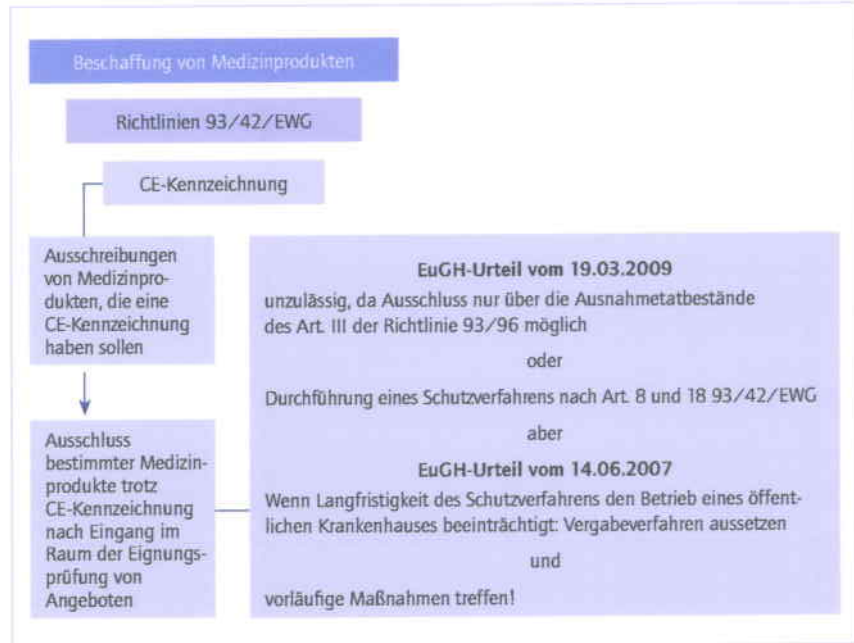 Beschaffung von Medizinprodukten
Richtlinien 93/42/EWG
CE-Kennzeichnung
Ausschreibungen
von Medizinpro-
dukten, die eine
CE-Kennzeichnung
haben sollen
Ausschluss
bestimmter Medizin-
produkte trotz
CE-Kennzeichnung
nach Eingang im
Raum der Eignungs-
prüfung von
Angeboten
EuGH-Urteil vom 19.03.2009
unzulässig, da Ausschluss nur über die Ausnahmetatbestände
des Art. III der Richtlinie 93/96 möglich
oder
Durchführung eines Schutzverfahrens nach Art. 8 und 18 93/42/EWG
aber
EuGH-Urteil vom 14.06.2007
Wenn Langfristigkeit des Schutzverfahrens den Betrieb eines öffent-
lichen Krankenhauses beeinträchtigt: Vergabeverfahren aussetzen
und
vorläufige Maßnahmen treffen!